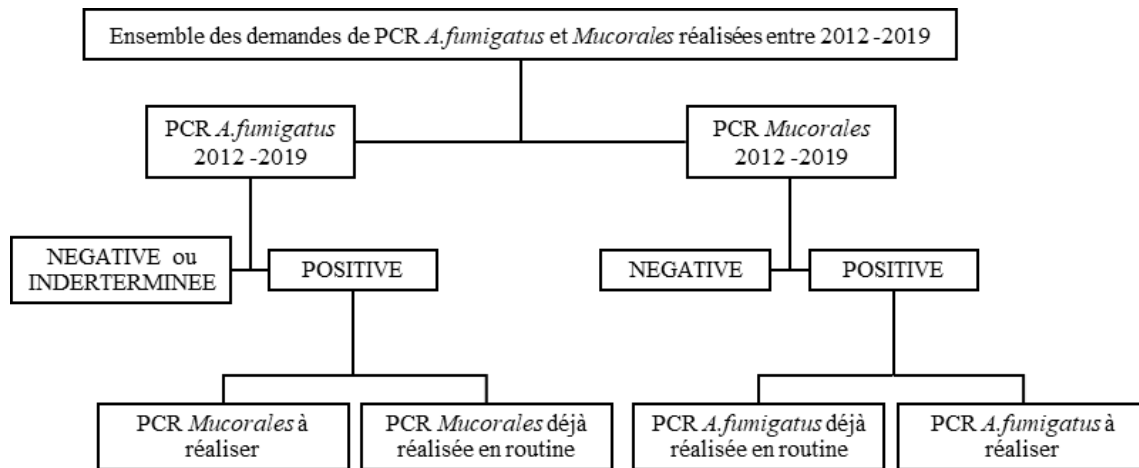 Ensemble des demandes de PCR A.fumigatus et Mucorales réalisées entre 2012 -2019
PCR A.fumigatus
2012 -2019
PCR Mucorales
2012 -2019
NEGATIVE ou
INDERTERMINEE
POSITIVE
NEGATIVE
POSITIVE
PCR Mucorales à
réaliser
PCR Mucorales déjà
réalisée en routine
PCR A.fumigatus déjà
réalisée en routine
PCR A.fumigatus à
réaliser